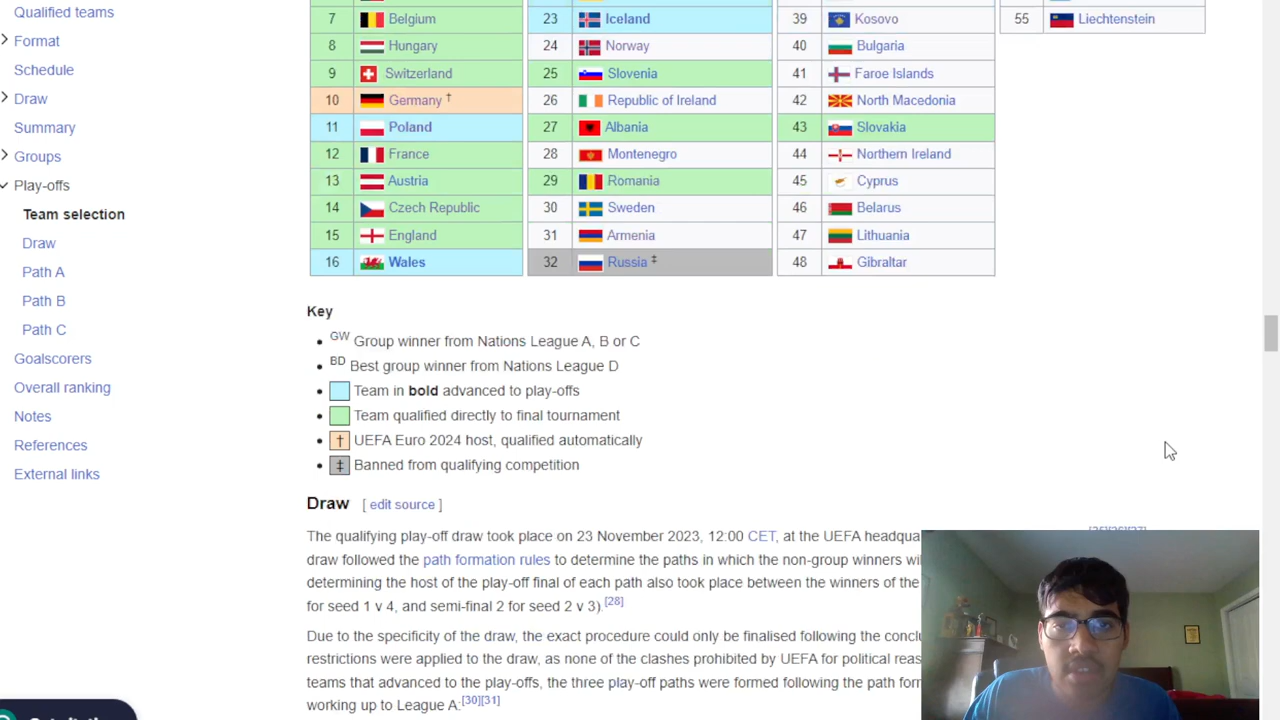 Qualified teams
Format
Schedule
Draw
Summary
Groups
Play-offs
Team selection
Draw
Path A
Path B
Path C
Goalscorers
Overall ranking
Notes
References
External links
7 Belgium 23 Iceland 39 Kosovo 55 Liechtenstein
8 Hungary 24 Norway 40 Bulgaria
9 Switzerland 25 Slovenia 41 Faroe Islands
10 Germany † 26 Republic of Ireland 42 North Macedonia
11 Poland 27 Albania 43 Slovakia
12 France 28 Montenegro 44 Northern Ireland
13 Austria 29 Romania 45 Cyprus
14 Czech Republic 30 Sweden 46 Belarus
15 England 31 Armenia 47 Lithuania
16 Wales 32 Russia ‡ 48 Gibraltar
Key
• GW Group winner from Nations League A, B or C
• BD Best group winner from Nations League D
• Team in bold advanced to play-offs
• Team qualified directly to final tournament
• † UEFA Euro 2024 host, qualified automatically
• ‡ Banned from qualifying competition
Draw [ edit source ]
The qualifying play-off draw took place on 23 November 2023, 12:00 CET, at the UEFA headqua
draw followed the path formation rules to determine the paths in which the non-group winners wi
determining the host of the play-off final of each path also took place between the winners of the
for seed 1 v 4, and semi-final 2 for seed 2 v 3).[28]
Due to the specificity of the draw, the exact procedure could only be finalised following the conclu
restrictions were applied to the draw, as none of the clashes prohibited by UEFA for political reas
teams that advanced to the play-offs, the three play-off paths were formed following the path for
working up to League A:[30][31]